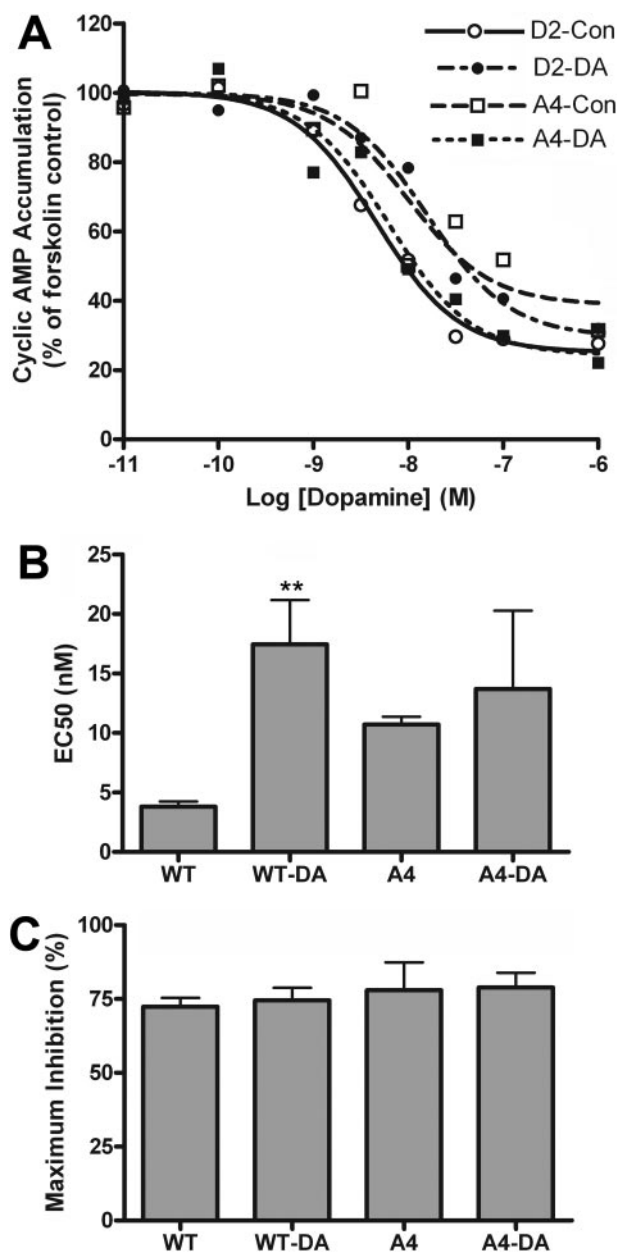 A
Cyclic AMP Accumulation
(% of forskolin control)
120
100
80
60
40
20
0
D2-Con
D2-DA
A4-Con
A4-DA
-11 -10 -9 -8 -7 -6
Log [Dopamine] (M)
B
EC50 (nM)
25
20
15
10
5
0
**
WT WT-DA A4 A4-DA
C
Maximum Inhibition (%)
100
75
50
25
0
WT WT-DA A4 A4-DA